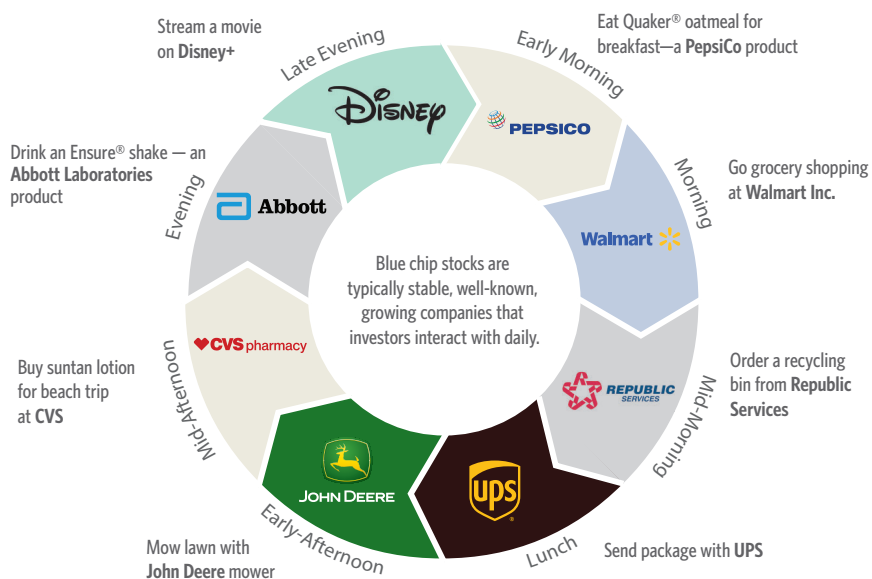 Stream a movie
on Disney+
Late Evening
DISNEY
Eat Quaker® oatmeal for
breakfast—a PepsiCo product
Early Morning
PEPSICO
Go grocery shopping
at Walmart Inc.
Morning
Walmart
Order a recycling
bin from Republic
Services
Mid-Morning
REPUBLIC
SERVICES
Send package with UPS
Lunch
ups
®
Mow lawn with
John Deere mower
Early-Afternoon
JOHN DEERE
Buy suntan lotion
for beach trip
at CVS
Mid-Afternoon
CVS pharmacy
Drink an Ensure® shake — an
Abbott Laboratories
product
Evening
Abbott
Blue chip stocks are
typically stable, well-known,
growing companies that
investors interact with daily.